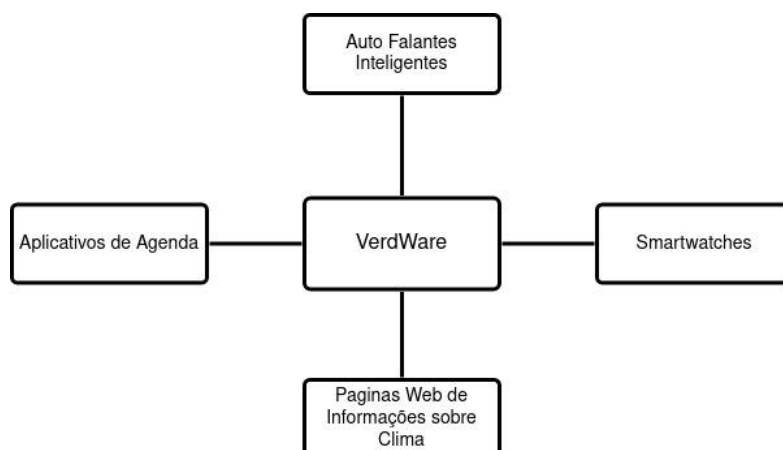 Auto Falantes
Inteligentes
Aplicativos de Agenda
VerdWare
Smartwatches
Paginas Web de
Informações sobre
Clima